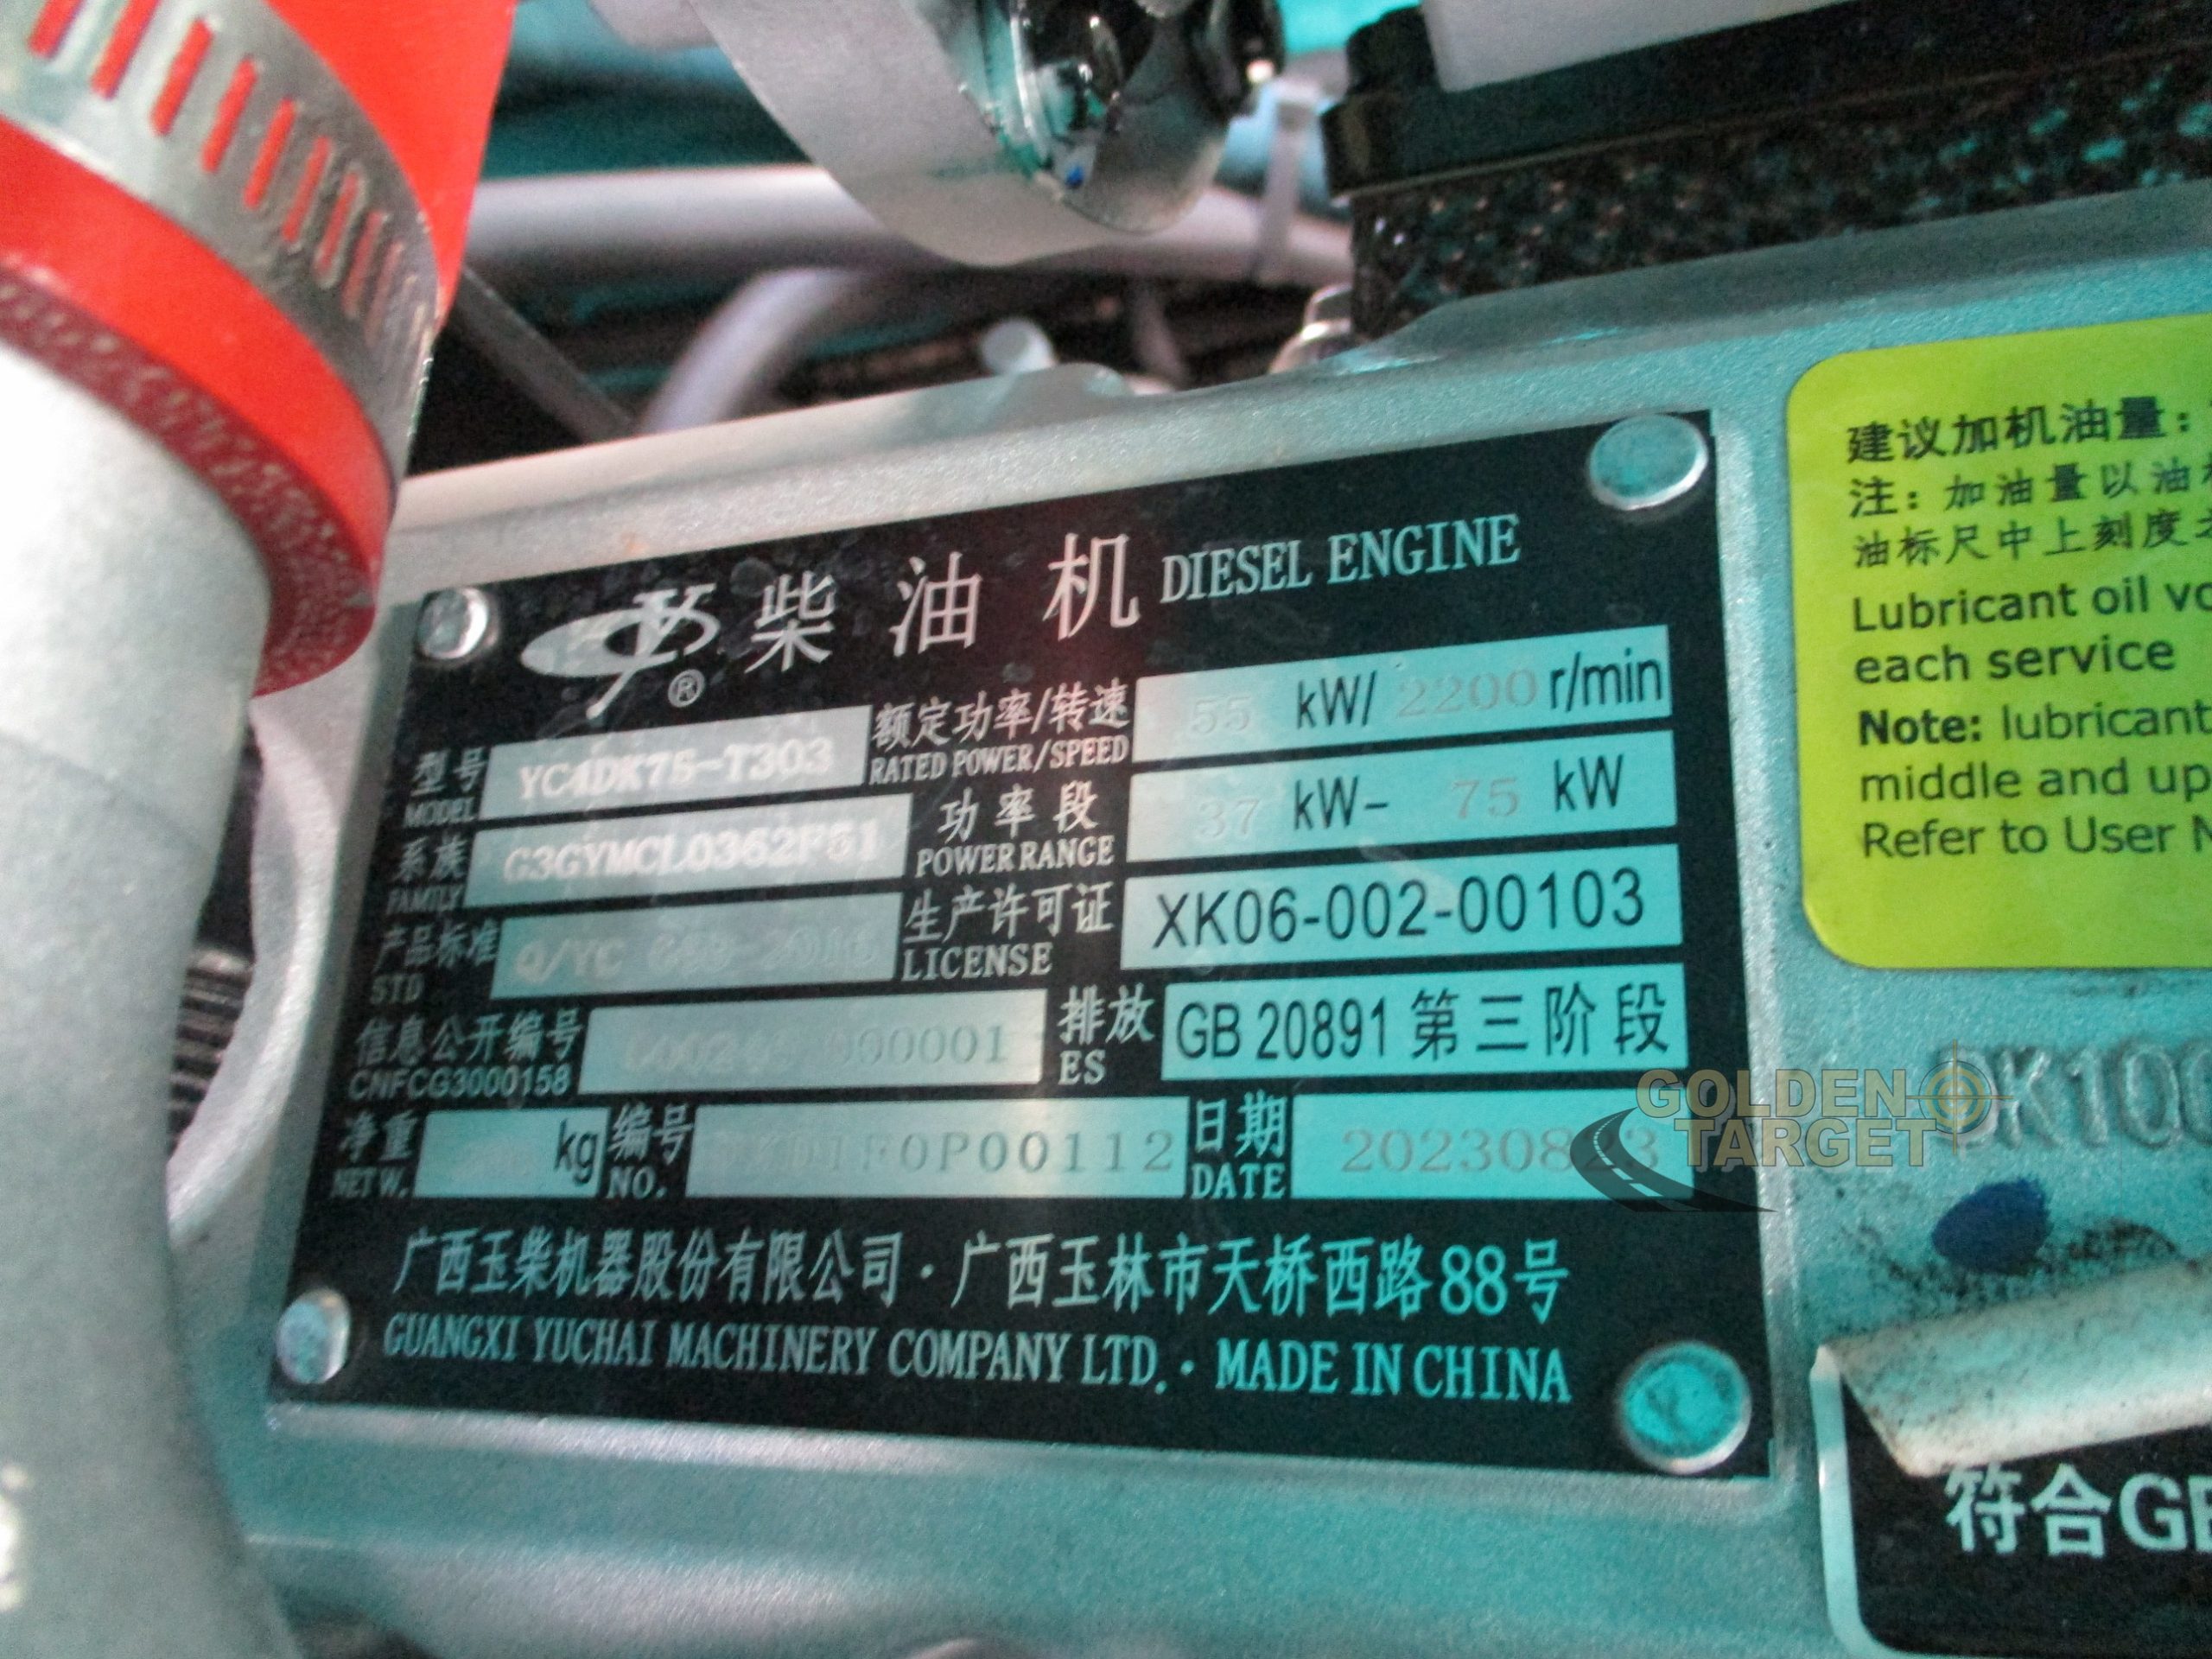 柴油机 DIESEL ENGINE
®
型号 MODEL YC4DK75-T303
额定功率/转速 RATED POWER/SPEED 55 kW/ 2200 r/min
系族 FAMILY
功率段 POWER RANGE 37 kW- 75 kW
产品标准 STD Q/YC
生产许可证 LICENSE XK06-002-00103
信息公开编号
CNFCG3000158
排放 ES GB 20891 第三阶段
净重 NET W. kg
编号 NO.
日期 DATE
广西玉柴机器股份有限公司·广西玉林市天桥西路88号
GUANGXI YUCHAI MACHINERY COMPANY LTD.·MADE IN CHINA
建议加机油量:
注:加油量以油
油标尺中上刻度
Lubricant oil
each service
Note: lubricant
middle and up
Refer to User
GOLDEN
TARGET
符合